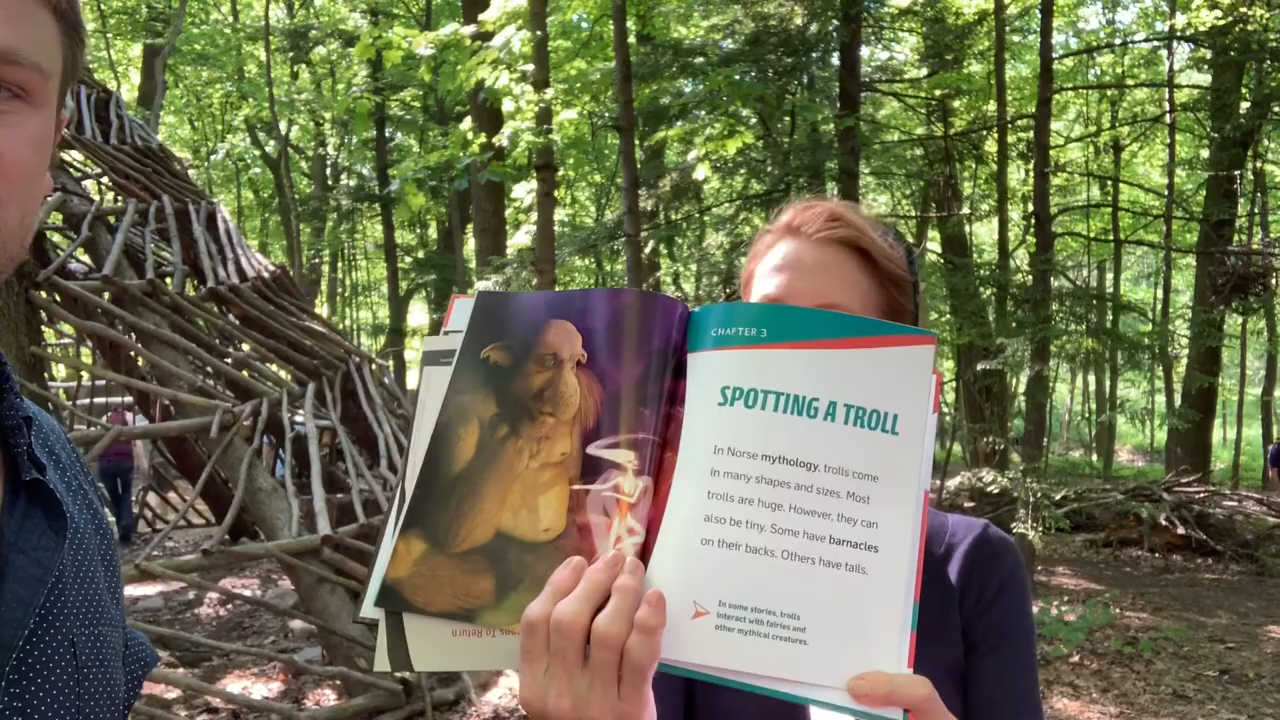 CHAPTER 3
SPOTTING A TROLL
In Norse mythology, trolls come
in many shapes and sizes. Most
trolls are huge. However, they can
also be tiny. Some have barnacles
on their backs. Others have tails.
In some stories, trolls
interact with fairies and
other mythical creatures.
To Return